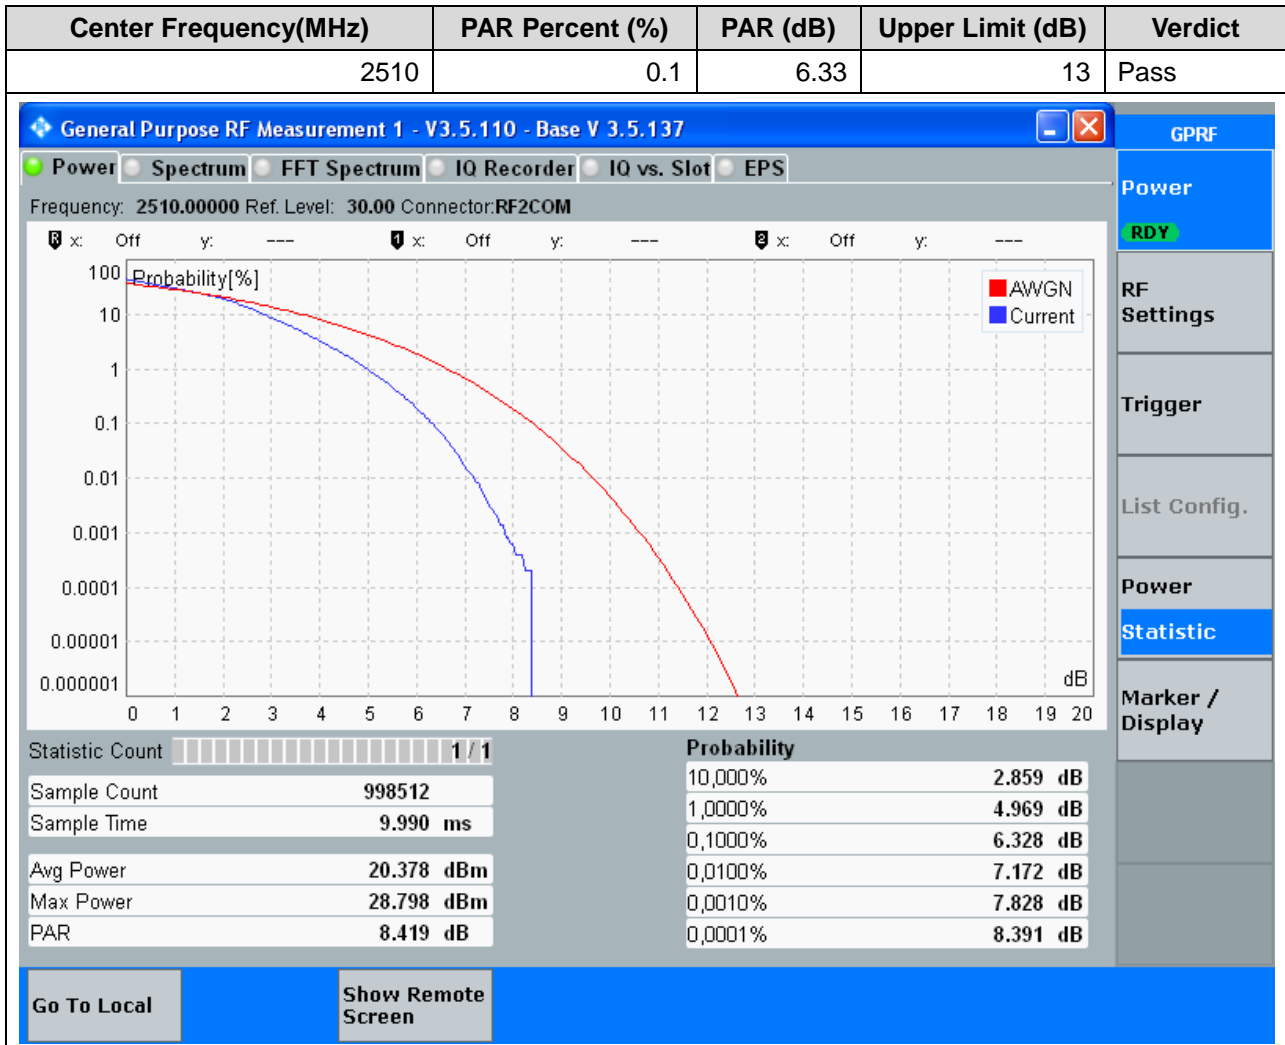 Center Frequency(MHz) PAR Percent (%) PAR (dB) Upper Limit (dB) Verdict
2510 0.1 6.33 13 Pass
General Purpose RF Measurement 1 - V3.5.110 - Base V 3.5.137
GPRF
Power Spectrum FFT Spectrum IQ Recorder IQ vs. Slot EPS
Power
RDY
Frequency: 2510.00000 Ref. Level: 30.00 Connector:RF2COM
R x: Off y: --- 1 x: Off y: --- 2 x: Off y: ---
Probability[%]
AWGN
Current
100
10
1
0.1
0.01
0.001
0.0001
0.00001
0.000001
dB
0 1 2 3 4 5 6 7 8 9 10 11 12 13 14 15 16 17 18 19 20
RF
Settings
Trigger
List Config.
Power
Statistic
Marker /
Display
Statistic Count 1 / 1
Sample Count 998512
Sample Time 9.990 ms
Avg Power 20.378 dBm
Max Power 28.798 dBm
PAR 8.419 dB
Probability
10,000% 2.859 dB
1,0000% 4.969 dB
0,1000% 6.328 dB
0,0100% 7.172 dB
0,0010% 7.828 dB
0,0001% 8.391 dB
Go To Local
Show Remote
Screen